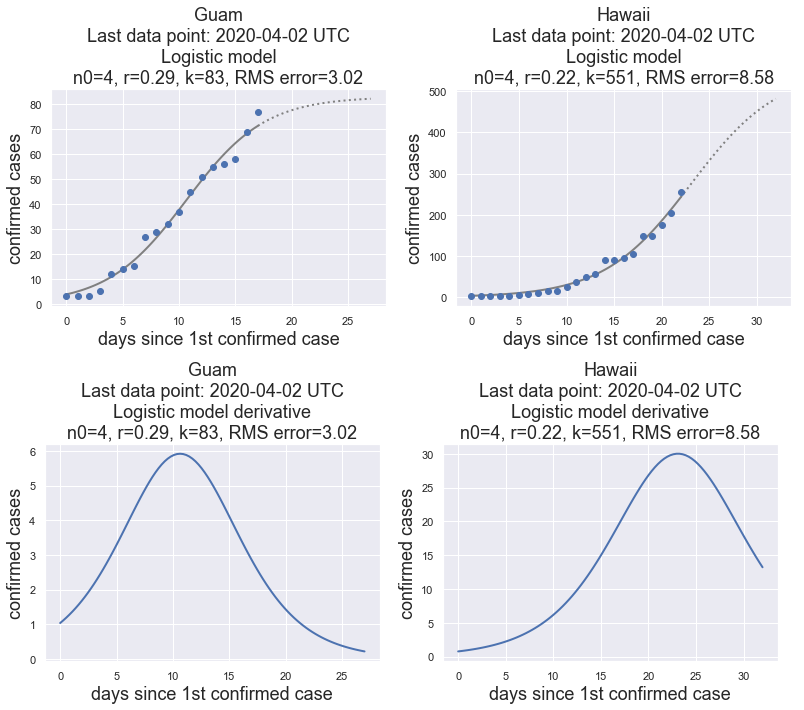 Guam
Last data point: 2020-04-02 UTC
Logistic model
n0=4, r=0.29, k=83, RMS error=3.02
80
70
60
50
40
30
20
10
0
confirmed cases
0 5 10 15 20 25
days since 1st confirmed case
Hawaii
Last data point: 2020-04-02 UTC
Logistic model
n0=4, r=0.22, k=551, RMS error=8.58
500
400
300
200
100
0
confirmed cases
0 5 10 15 20 25 30
days since 1st confirmed case
Guam
Last data point: 2020-04-02 UTC
Logistic model derivative
n0=4, r=0.29, k=83, RMS error=3.02
6
5
4
3
2
1
0
confirmed cases
0 5 10 15 20 25
days since 1st confirmed case
Hawaii
Last data point: 2020-04-02 UTC
Logistic model derivative
n0=4, r=0.22, k=551, RMS error=8.58
30
25
20
15
10
5
0
confirmed cases
0 5 10 15 20 25 30
days since 1st confirmed case